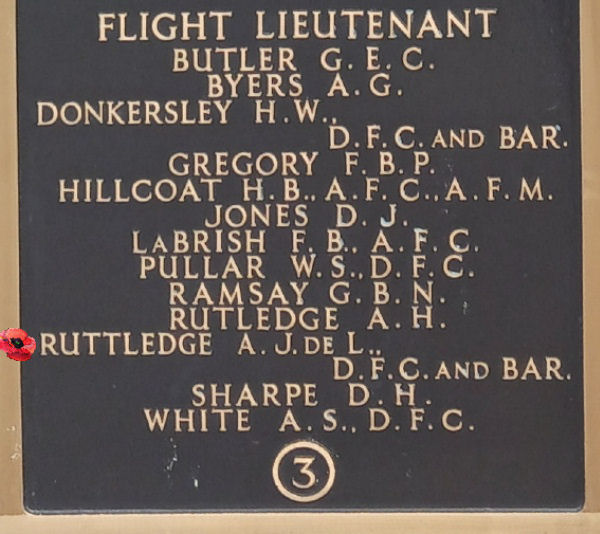 FLIGHT LIEUTENANT
BUTLER G. E. C.
BYERS A. G.
DONKERSLEY H. W.,
D. F. C. AND BAR.
GREGORY F. B. P.
HILLCOAT H. B., A. F. C., A. F. M.
JONES D. J.
LABRISH F. B., A. F. C.
PULLAR W. S., D. F. C.
RAMSAY G. B. N.
RUTLEDGE A. H.
RUTTLEDGE A. J. DE L.,
D. F. C. AND BAR.
SHARPE D. H.
WHITE A. S., D. F. C.
3